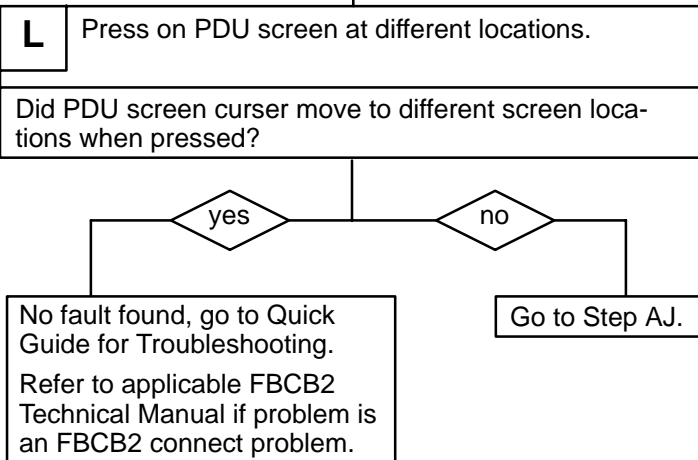 L Press on PDU screen at different locations.
Did PDU screen curser move to different screen loca-
tions when pressed?
yes no
No fault found, go to Quick
Guide for Troubleshooting.
Refer to applicable FBCB2
Technical Manual if problem is
an FBCB2 connect problem.
Go to Step AJ.